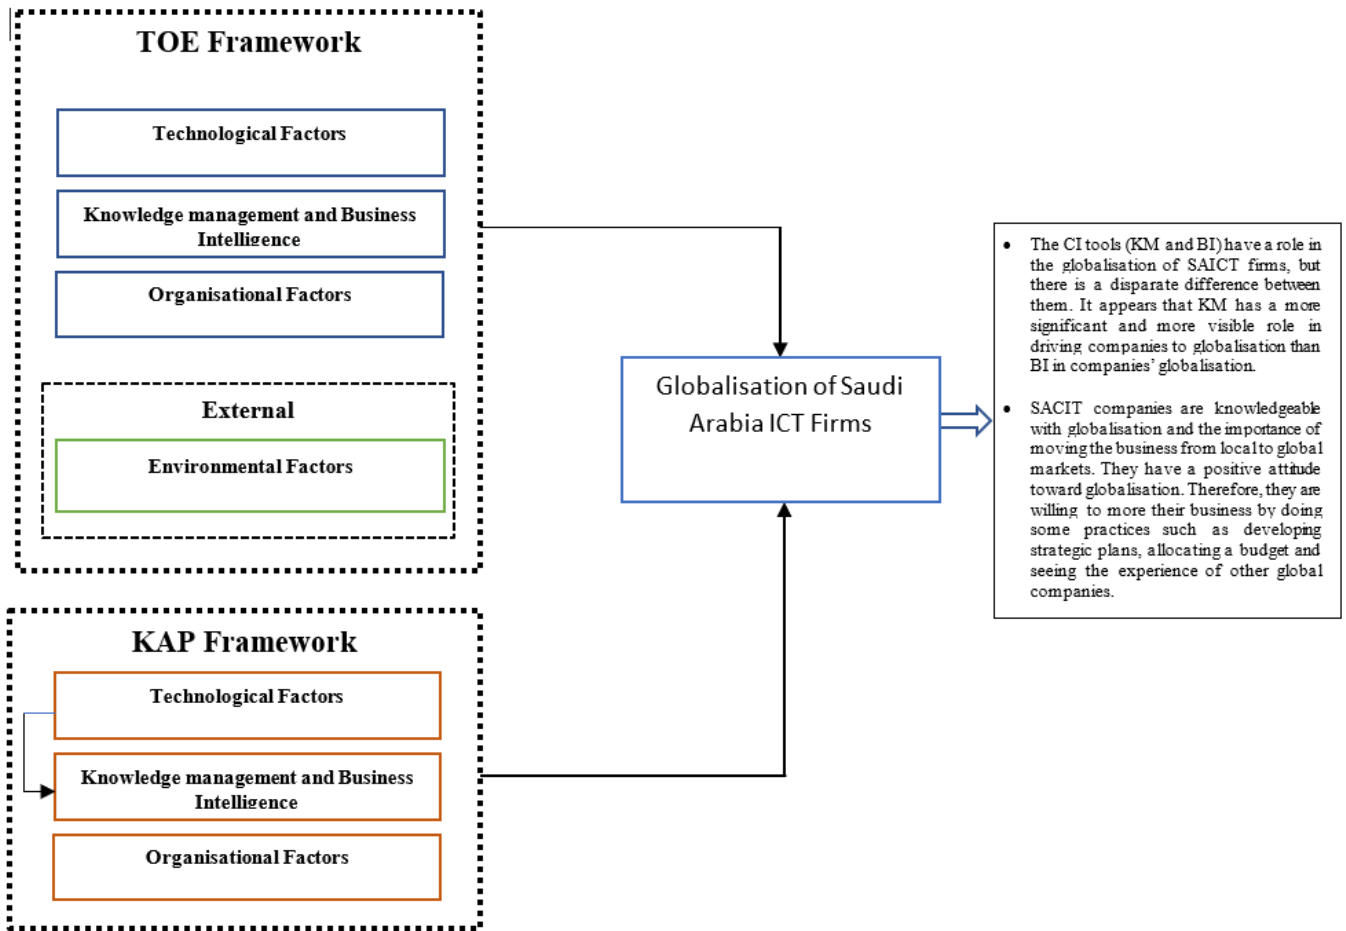 TOE Framework
Technological Factors
Knowledge management and Business
Intelligence
Organisational Factors
External
Environmental Factors
KAP Framework
Technological Factors
Knowledge management and Business
Intelligence
Organisational Factors
Globalisation of Saudi
Arabia ICT Firms
• The CI tools (KM and BI) have a role in
the globalisation of SAICT firms, but
there is a disparate difference between
them. It appears that KM has a more
significant and more visible role in
driving companies to globalisation than
BI in companies’ globalisation.
• SACIT companies are knowledgeable
with globalisation and the importance of
moving the business from local to global
markets. They have a positive attitude
toward globalisation. Therefore, they are
willing to more their business by doing
some practices such as developing
strategic plans, allocating a budget and
seeing the experience of other global
companies.